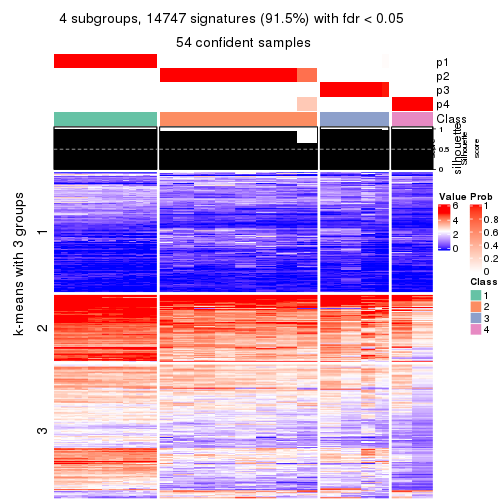 4 subgroups, 14747 signatures (91.5%) with fdr < 0.05
54 confident samples
p1
p2
p3
p4
Class
silhouette
Silhouette
score
1
0.5
0
k-means with 3 groups
1
2
3
Value
6
4
2
0
Prob
1
0.8
0.6
0.4
0.2
0
Class
1
2
3
4